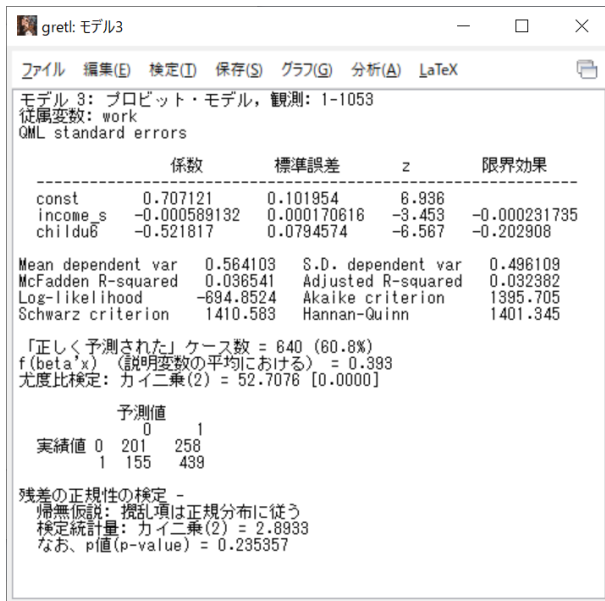 gretl: モデル3
ファイル 編集(E) 検定(T) 保存(S) グラフ(G) 分析(A) LaTeX
モデル 3: プロビット・モデル, 観測: 1-1053
従属変数: work
QML standard errors
係数 標準誤差 z 限界効果
const 0.707121 0.101954 6.936
income_s -0.000589132 0.000170616 -3.453 -0.000231735
childu6 -0.521817 0.0794574 -6.567 -0.202908
Mean dependent var 0.564103 S.D. dependent var 0.496109
McFadden R-squared 0.036541 Adjusted R-squared 0.032382
Log-likelihood -694.8524 Akaike criterion 1395.705
Schwarz criterion 1410.583 Hannan-Quinn 1401.345
「正しく予測された」ケース数 = 640 (60.8%)
f(beta'x) (説明変数の平均における) = 0.393
尤度比検定: カイ二乗(2) = 52.7076 [0.0000]
予測値
0 1
実績値 0 201 258
1 155 439
残差の正規性の検定 -
帰無仮説: 攪乱項は正規分布に従う
検定統計量: カイ二乗(2) = 2.8933
なお、p値(p-value) = 0.235357